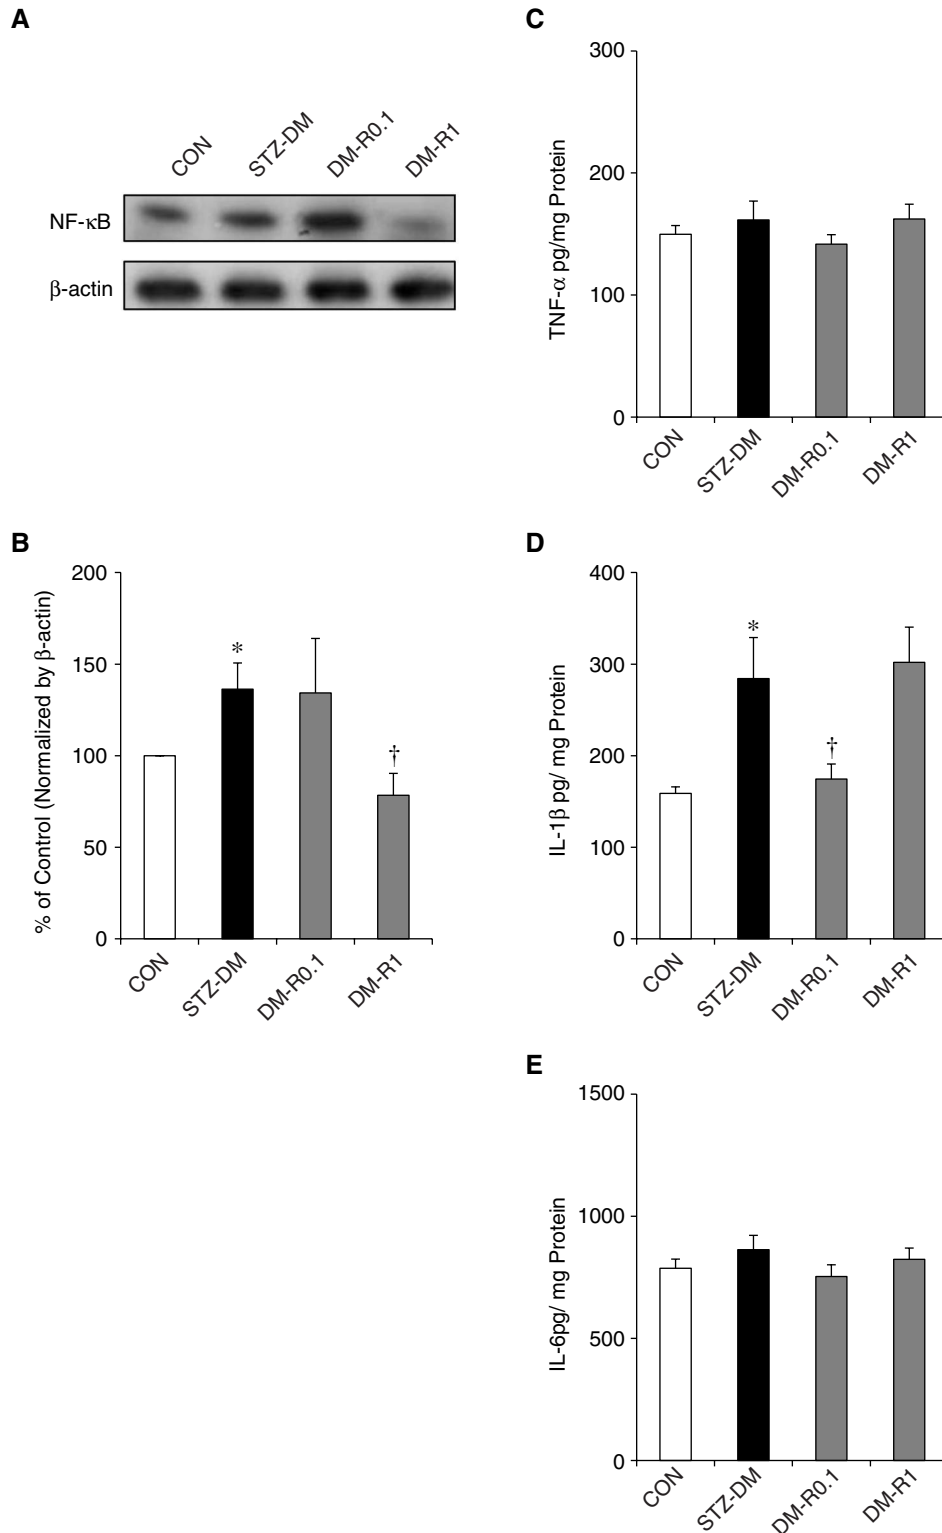 A
CON
STZ-DM
DM-R0.1
DM-R1
NF-κB
β-actin
B
% of Control (Normalized by β-actin)
200
150
100
50
0
*
†
CON
STZ-DM
DM-R0.1
DM-R1
C
TNF-α pg/mg Protein
300
200
100
0
CON
STZ-DM
DM-R0.1
DM-R1
D
IL-1β pg/ mg Protein
400
300
200
100
0
*
†
CON
STZ-DM
DM-R0.1
DM-R1
E
IL-6pg/ mg Protein
1500
1000
500
0
CON
STZ-DM
DM-R0.1
DM-R1